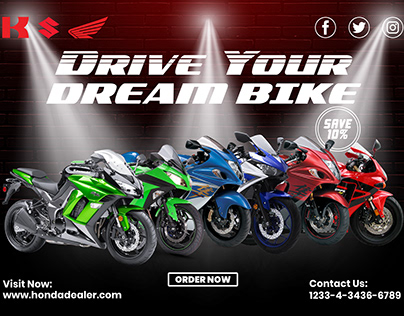 DRIVE YOUR
DREAM BIKE
SAVE
10%
ORDER NOW
Visit Now:
www.hondadealer.com
Contact Us:
1233-4-3436-6789